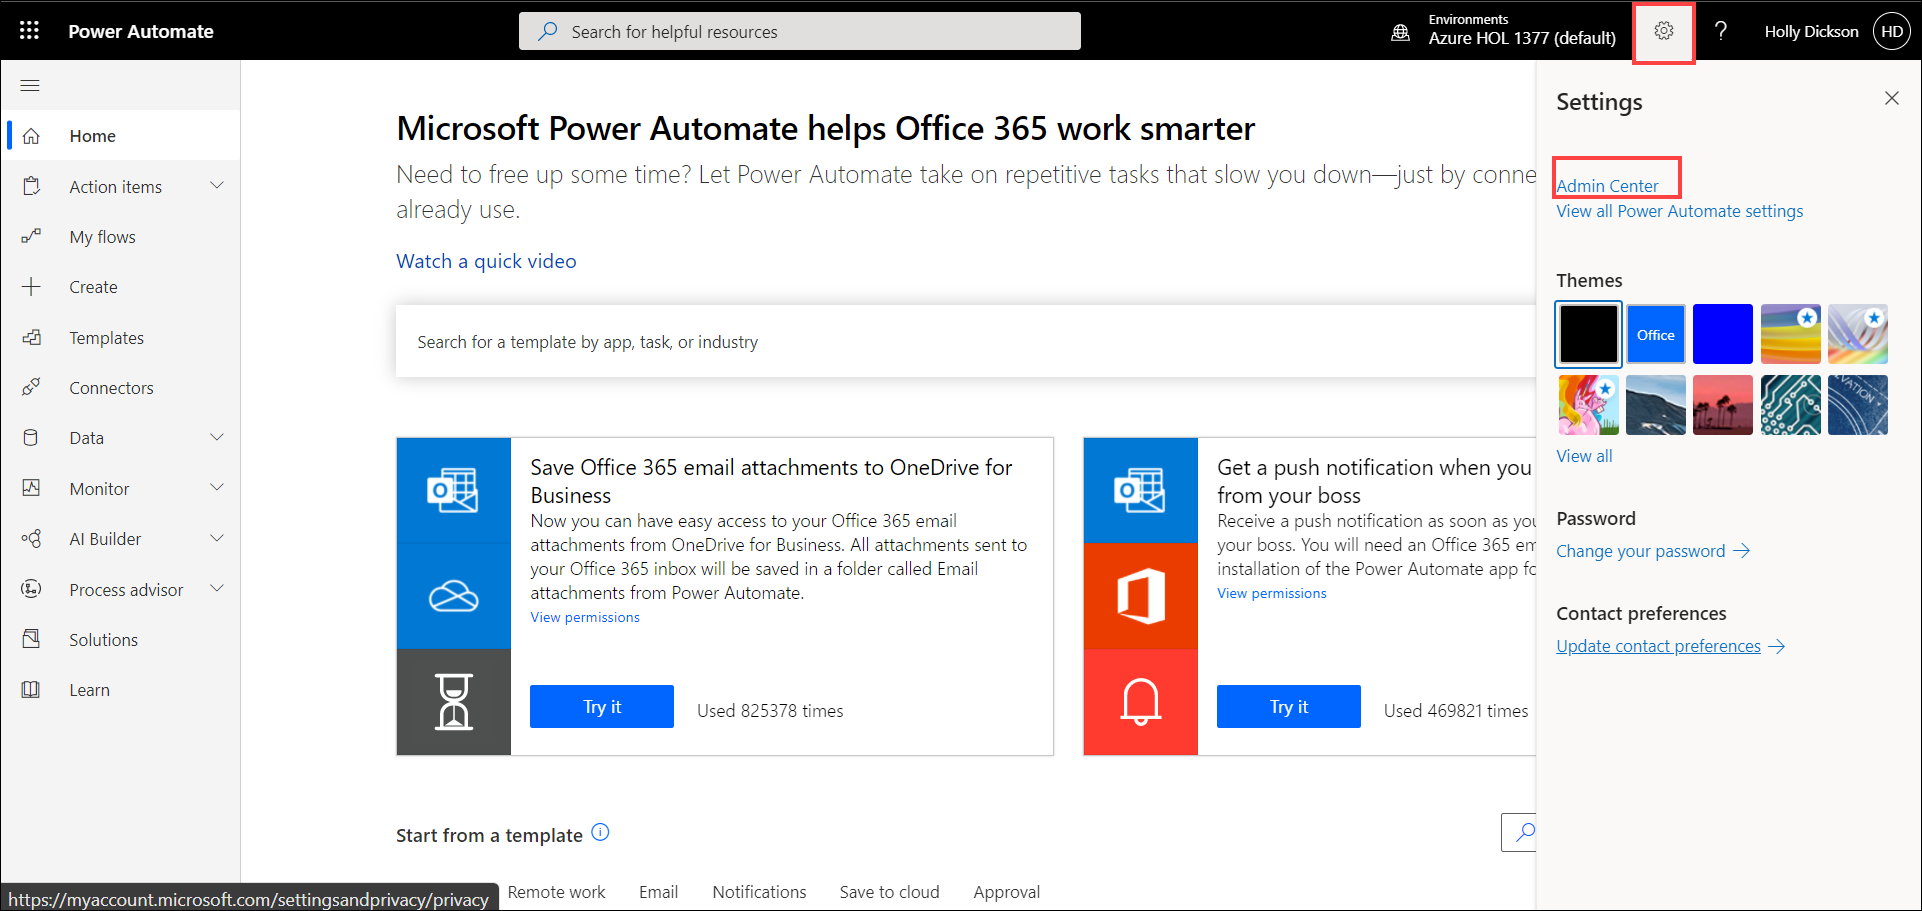 Power Automate
Search for helpful resources
Environments
Azure HOL 1377 (default)
?
Holly Dickson
HD
Home
Action items
My flows
Create
Templates
Connectors
Data
Monitor
AI Builder
Process advisor
Solutions
Learn
Microsoft Power Automate helps Office 365 work smarter
Need to free up some time? Let Power Automate take on repetitive tasks that slow you down—just by conne
already use.
Watch a quick video
Search for a template by app, task, or industry
Save Office 365 email attachments to OneDrive for
Business
Now you can have easy access to your Office 365 email
attachments from OneDrive for Business. All attachments sent to
your Office 365 inbox will be saved in a folder called Email
attachments from Power Automate.
View permissions
Try it
Used 825378 times
Get a push notification when you
from your boss
Receive a push notification as soon as you
your boss. You will need an Office 365 em
installation of the Power Automate app fo
View permissions
Try it
Used 469821 times
Start from a template
Remote work
Email
Notifications
Save to cloud
Approval
https://myaccount.microsoft.com/settingsandprivacy/privacy
Settings
Admin Center
View all Power Automate settings
Themes
Office
View all
Password
Change your password
Contact preferences
Update contact preferences